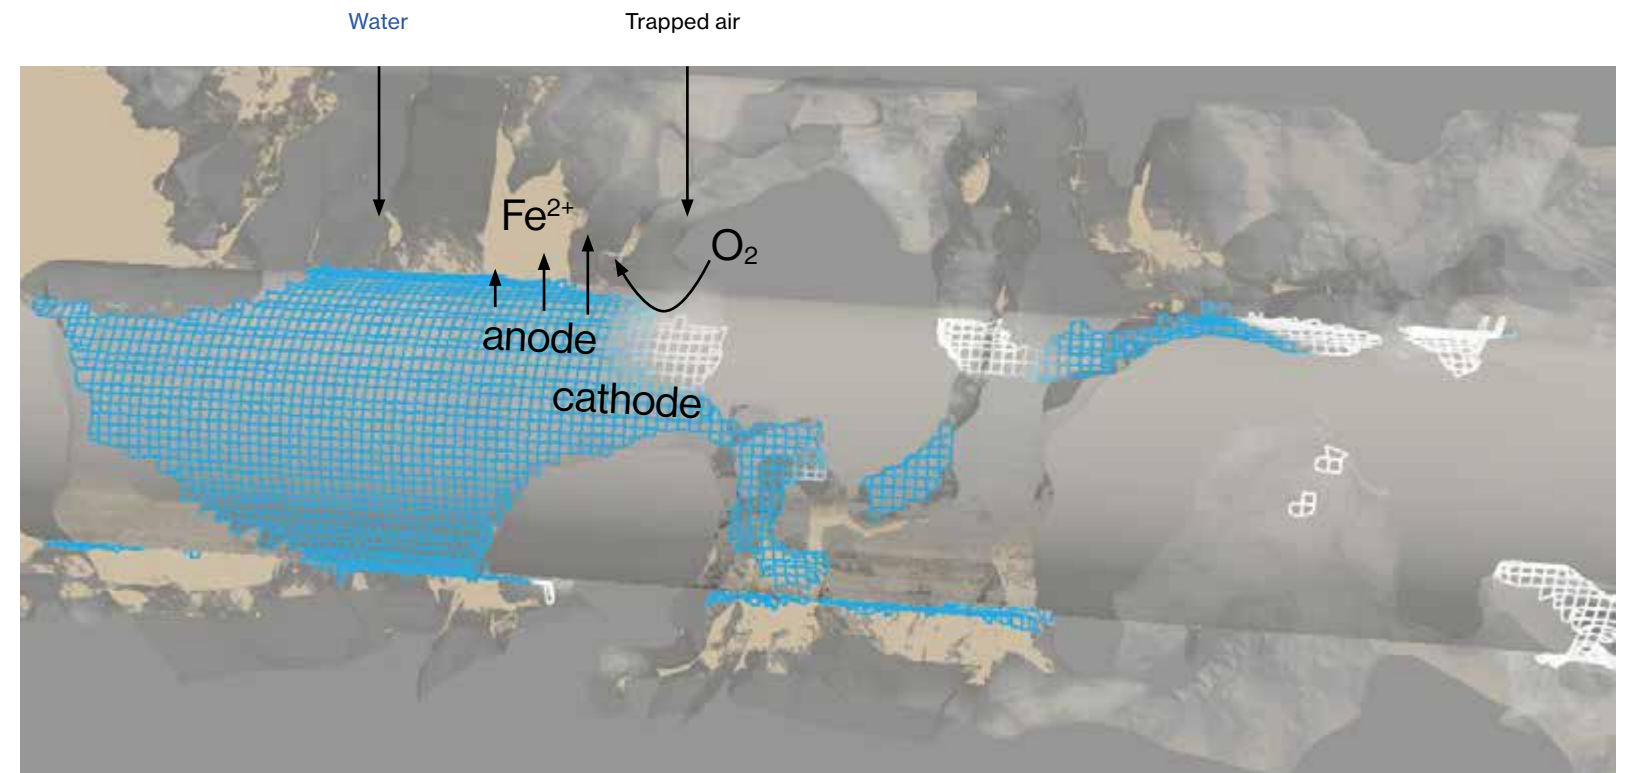 Water
Trapped air
Fe²⁺
O₂
anode
cathode